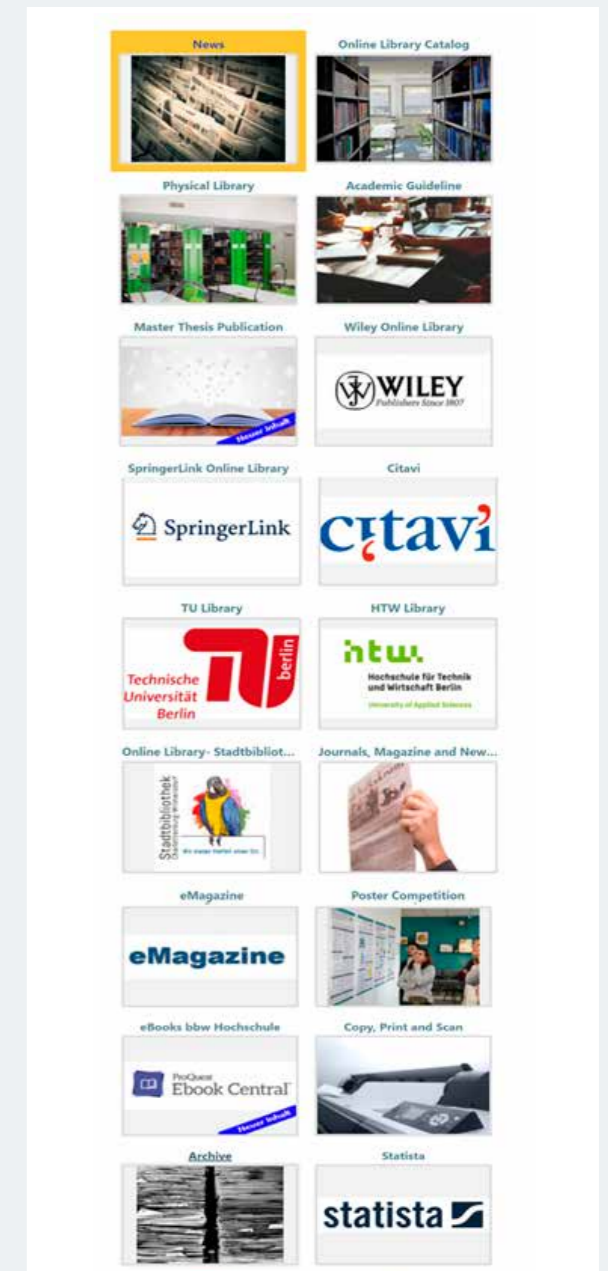 News
Online Library Catalog
Physical Library
Academic Guideline
Master Thesis Publication
Wiley Online Library
Neuer Inhalt
WILEY
Publishers Since 1807
SpringerLink Online Library
Citavi
SpringerLink
citavi
TU Library
HTW Library
Technische
Universität
Berlin
berlin
htw.
Hochschule für Technik
und Wirtschaft Berlin
University of Applied Sciences
Online Library- Stadtbibliot...
Journals, Magazine and New...
Stadtbibliothek
eMagazine
Poster Competition
eMagazine
eBooks bbw Hochschule
Copy, Print and Scan
ProQuest
Ebook Central
Neuer Inhalt
Archive
Statista
statista